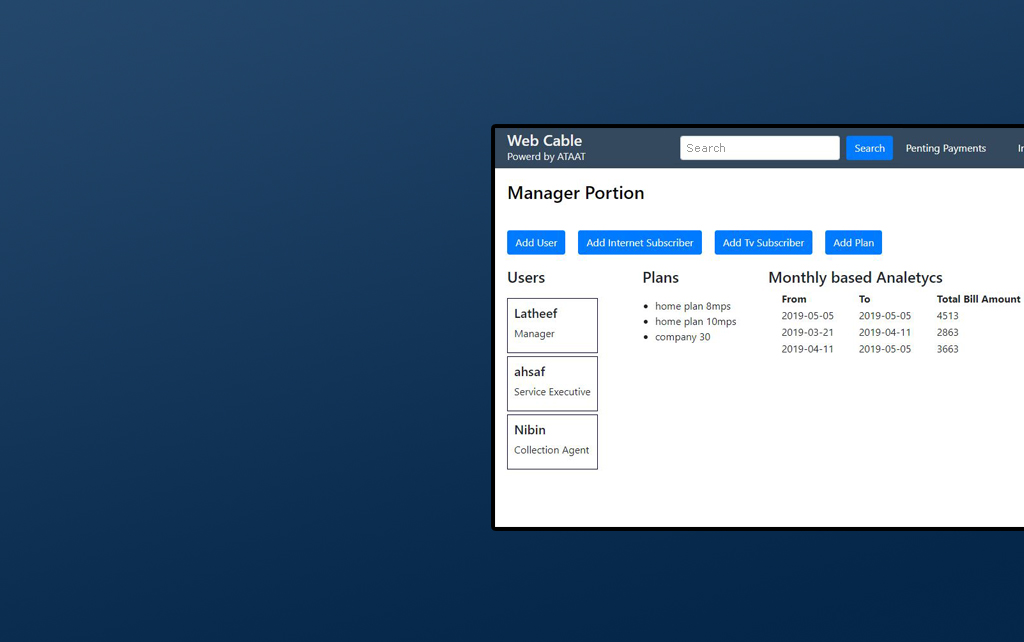 Web Cable
Powerd by ATAAT
Search
Search
Penting Payments
Manager Portion
Add User
Add Internet Subscriber
Add Tv Subscriber
Add Plan
Users
Latheef
Manager
ahsaf
Service Executive
Nibin
Collection Agent
Plans
home plan 8mps
home plan 10mps
company 30
Monthly based Analetycs
From To Total Bill Amount
2019-05-05 2019-05-05 4513
2019-03-21 2019-04-11 2863
2019-04-11 2019-05-05 3663